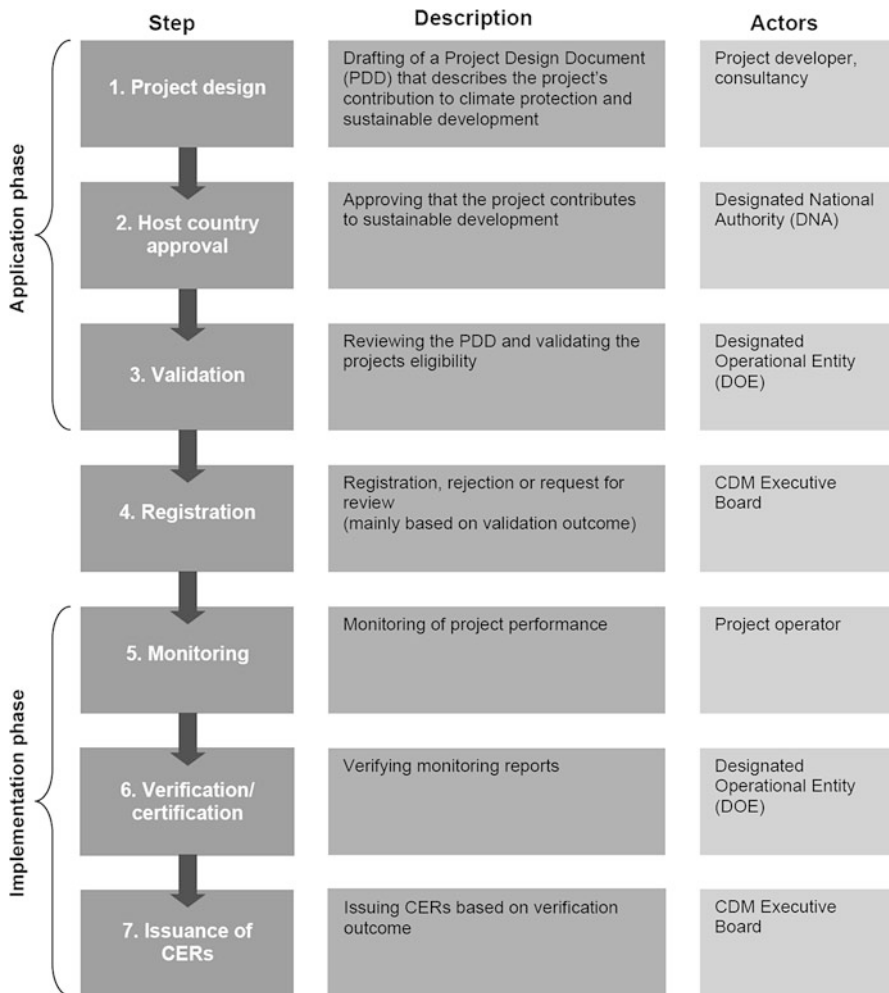 Step
Description
Actors
Application phase
1. Project design
Drafting of a Project Design Document
(PDD) that describes the project's
contribution to climate protection and
sustainable development
Project developer,
consultancy
2. Host country
approval
Approving that the project contributes
to sustainable development
Designated National
Authority (DNA)
3. Validation
Reviewing the PDD and validating the
projects eligibility
Designated
Operational Entity
(DOE)
4. Registration
Registration, rejection or request for
review
(mainly based on validation outcome)
CDM Executive
Board
Implementation phase
5. Monitoring
Monitoring of project performance
Project operator
6. Verification/
certification
Verifying monitoring reports
Designated
Operational Entity
(DOE)
7. Issuance of
CERs
Issuing CERs based on verification
outcome
CDM Executive
Board